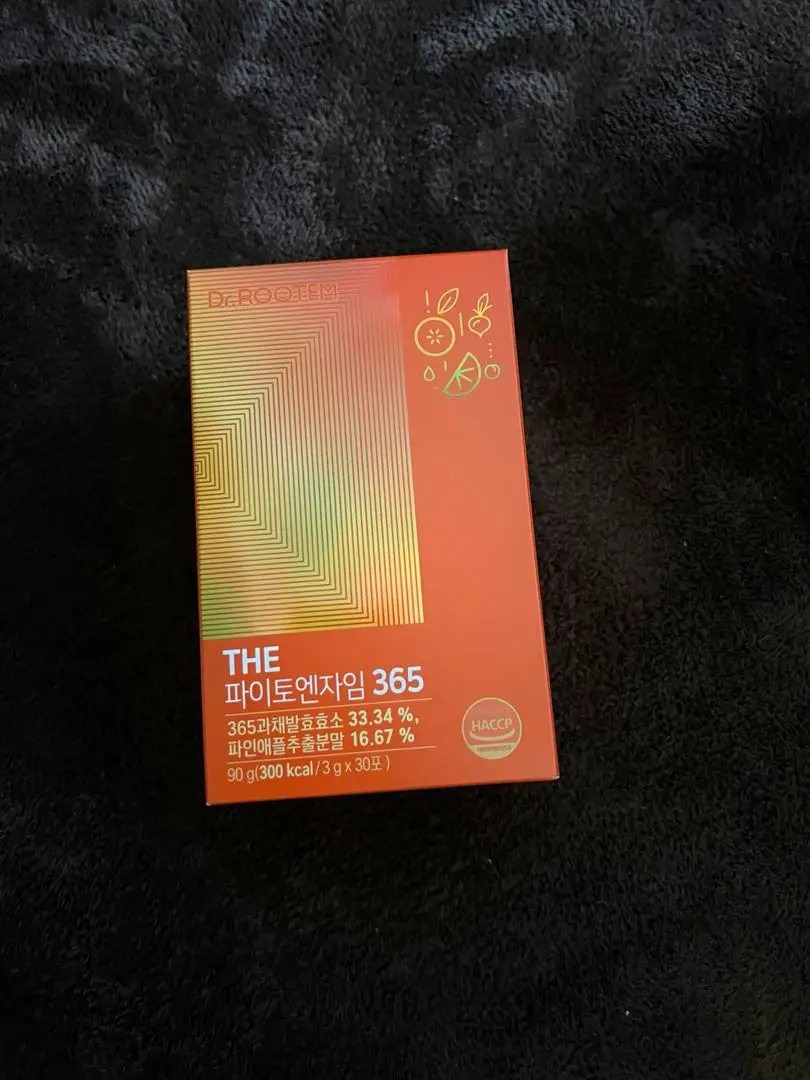 Dr.ROOTEM
THE
파이토엔자임 365
365과채발효효소 33.34 %,
파인애플추출분말 16.67 %
90 g(300 kcal/3 g x 30포)
HACCP